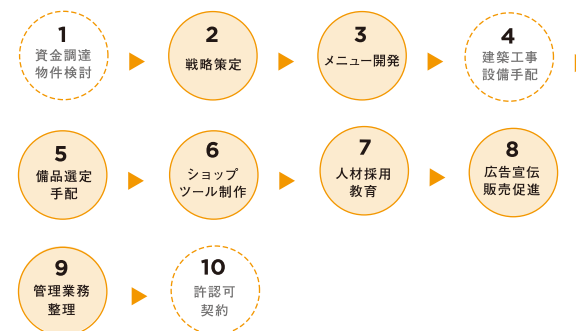 1
資金調達
物件検討
2
戦略策定
3
メニュー開発
4
建築工事
設備手配
5
備品選定
手配
6
ショップ
ツール制作
7
人材採用
教育
8
広告宣伝
販売促進
9
管理業務
整理
10
許認可
契約